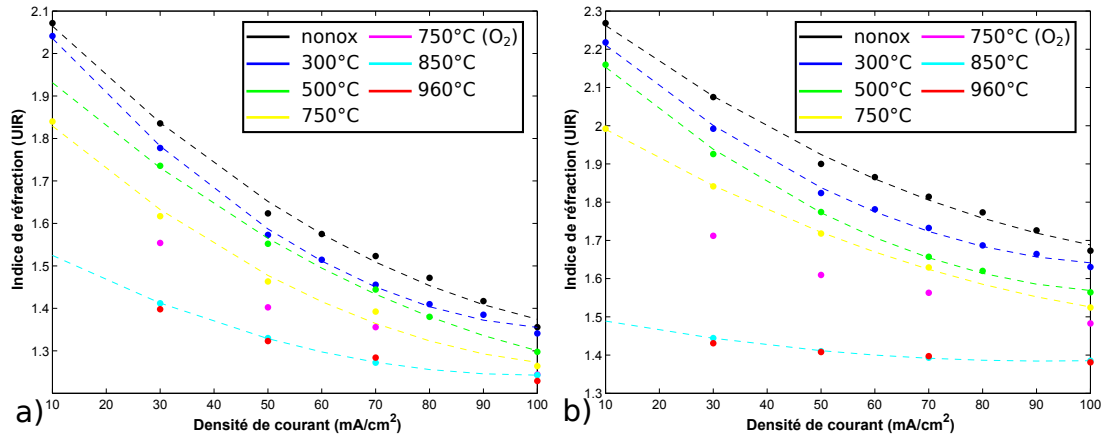 2.1
2
1.9
1.8
1.7
1.6
1.5
1.4
1.3
Indice de réfraction (UIR)
10 20 30 40 50 60 70 80 90 100
Densité de courant (mA/cm²)
a)
nonox
300°C
500°C
750°C
750°C (O₂)
850°C
960°C
2.3
2.2
2.1
2
1.9
1.8
1.7
1.6
1.5
1.4
1.3
Indice de réfraction (UIR)
10 20 30 40 50 60 70 80 90 100
Densité de courant (mA/cm²)
b)
nonox
300°C
500°C
750°C
750°C (O₂)
850°C
960°C